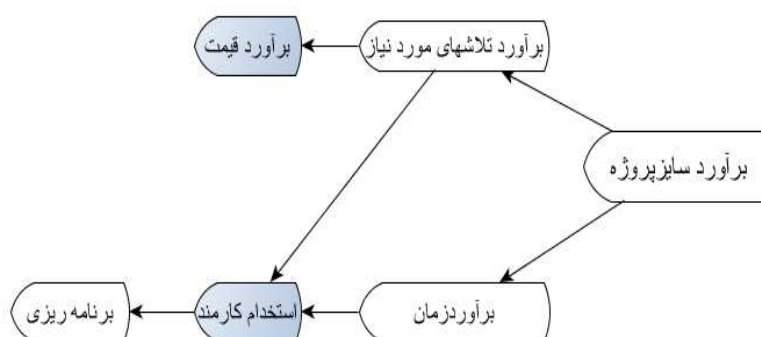 برآورد تلاشهای مورد نیاز
برآورد قیمت
برآورد سایزپروژه
برآوردزمان
استخدام کارمند
برنامه ریزی